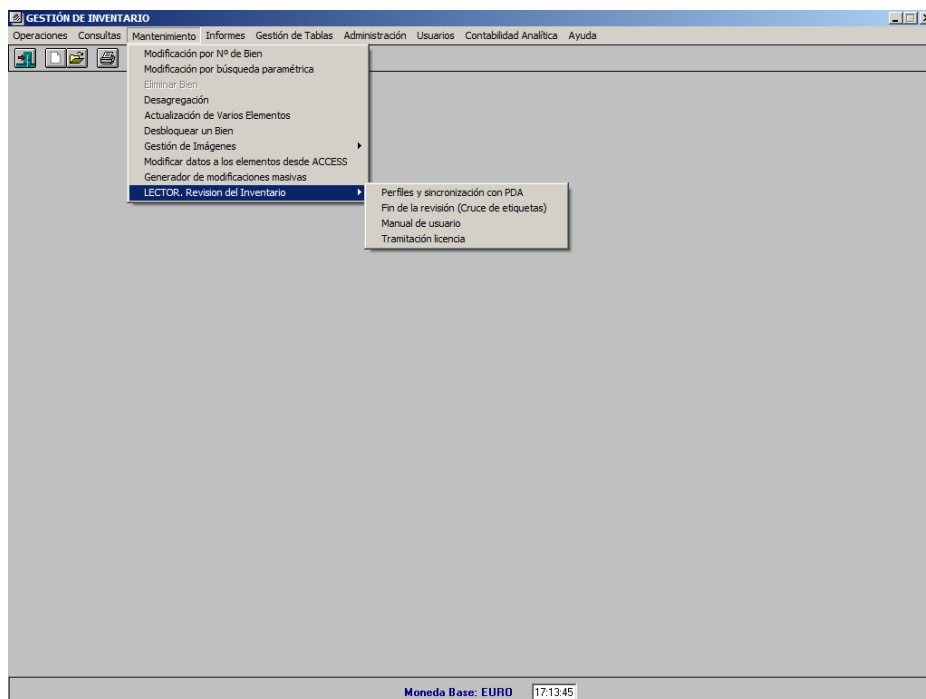 GESTIÓN DE INVENTARIO
Operaciones Consultas Mantenimiento Informes Gestión de Tablas Administración Usuarios Contabilidad Analítica Ayuda
Modificación por Nº de Bien
Modificación por búsqueda paramétrica
Eliminar Bien
Desagregación
Actualización de Varios Elementos
Desbloquear un Bien
Gestión de Imágenes
Modificar datos a los elementos desde ACCESS
Generador de modificaciones masivas
LECTOR. Revision del Inventario
Perfiles y sincronización con PDA
Fin de la revisión (Cruce de etiquetas)
Manual de usuario
Tramitación licencia
Moneda Base: EURO 17:13:45